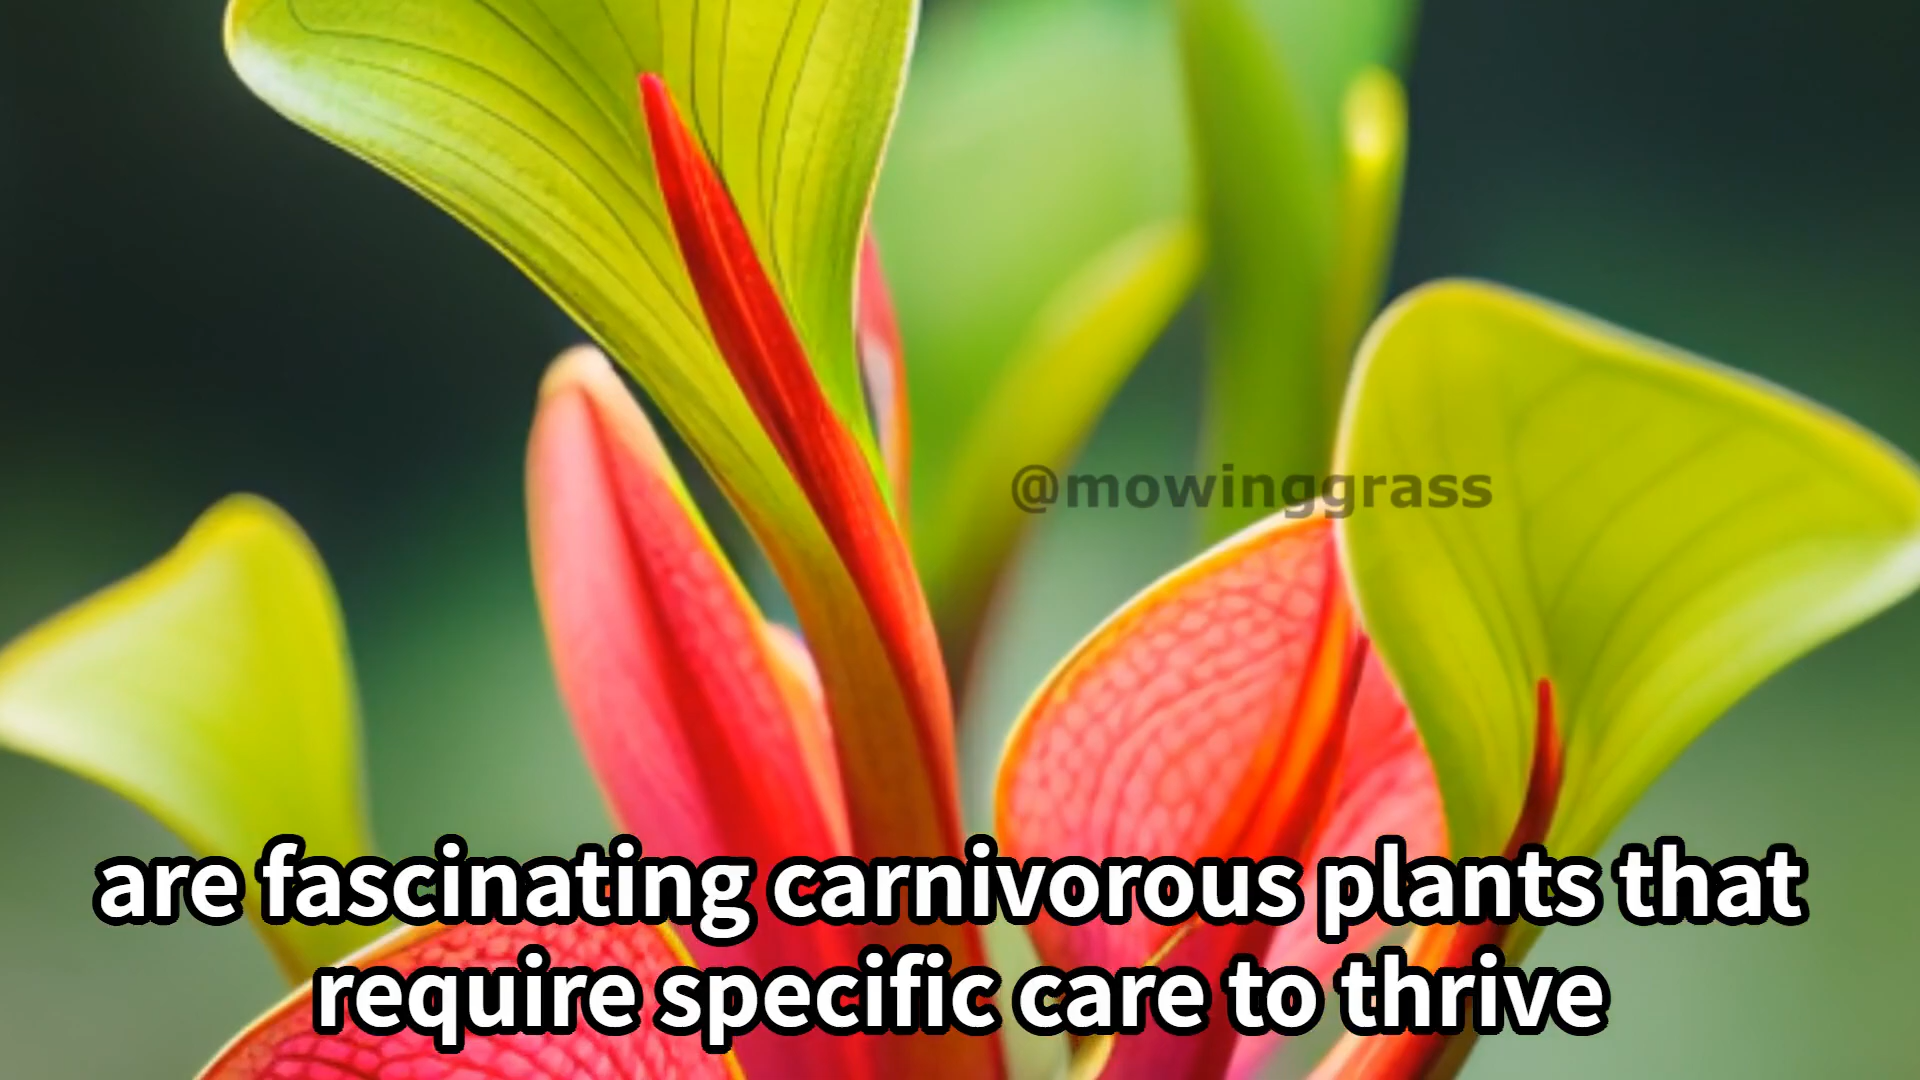 @mowinggrass
are fascinating carnivorous plants that
require specific care to thrive